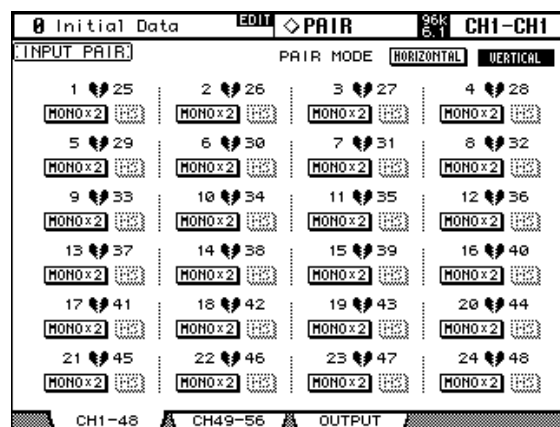 0 Initial Data EDIT ◇PAIR 96k 6.1 CH1-CH1
INPUT PAIR
PAIR MODE HORIZONTAL VERTICAL
1 25 2 26 3 27 4 28
MONO×2 MONO×2 MONO×2 MONO×2
5 29 6 30 7 31 8 32
MONO×2 MONO×2 MONO×2 MONO×2
9 33 10 34 11 35 12 36
MONO×2 MONO×2 MONO×2 MONO×2
13 37 14 38 15 39 16 40
MONO×2 MONO×2 MONO×2 MONO×2
17 41 18 42 19 43 20 44
MONO×2 MONO×2 MONO×2 MONO×2
21 45 22 46 23 47 24 48
MONO×2 MONO×2 MONO×2 MONO×2
CH1-48 CH49-56 OUTPUT